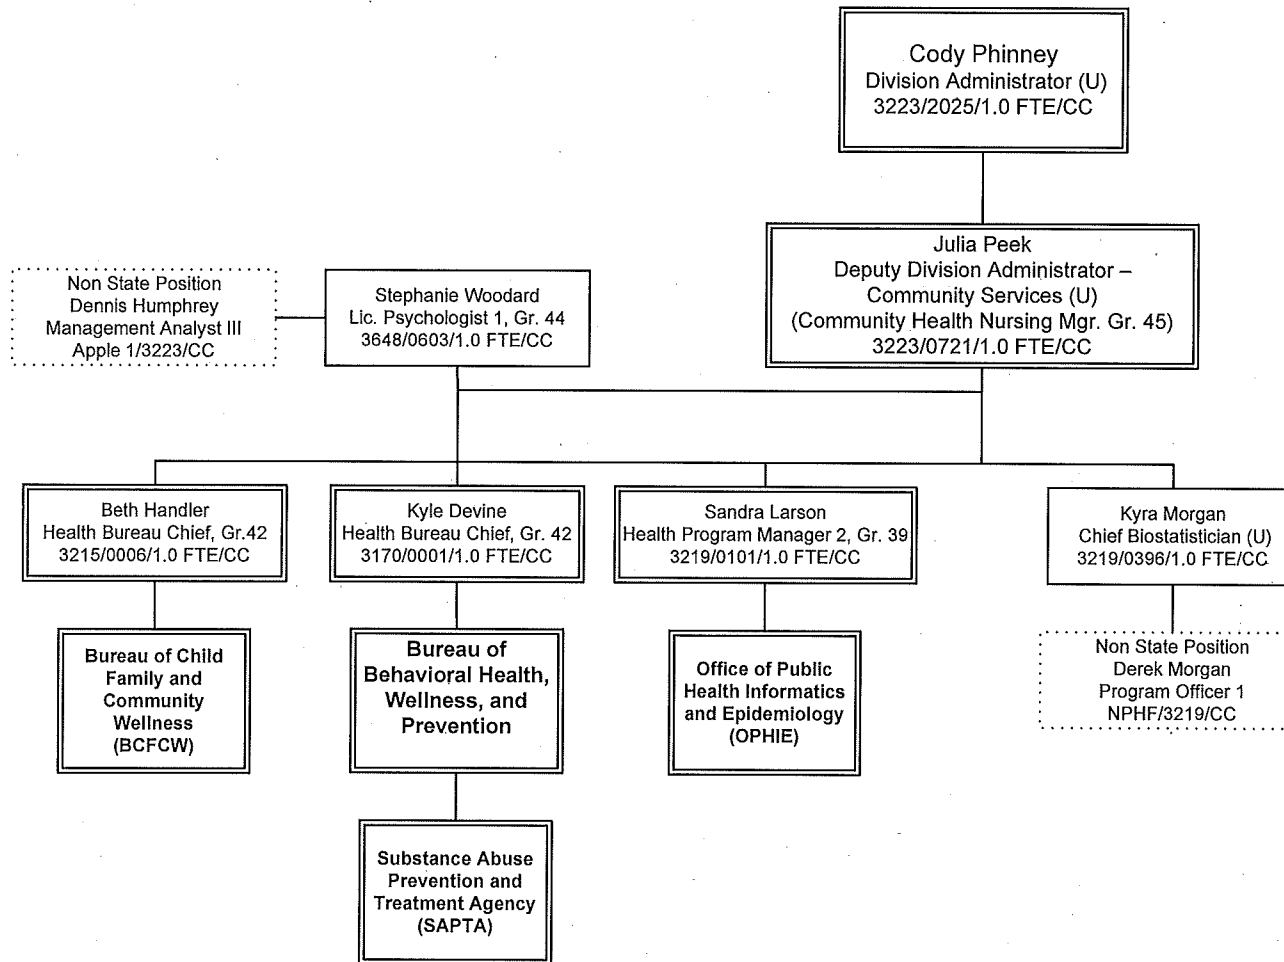 Cody Phinney
Division Administrator (U)
3223/2025/1.0 FTE/CC
Julia Peek
Deputy Division Administrator –
Community Services (U)
(Community Health Nursing Mgr. Gr. 45)
3223/0721/1.0 FTE/CC
Non State Position
Dennis Humphrey
Management Analyst III
Apple 1/3223/CC
Stephanie Woodard
Lic. Psychologist 1, Gr. 44
3648/0603/1.0 FTE/CC
Beth Handler
Health Bureau Chief, Gr.42
3215/0006/1.0 FTE/CC
Kyle Devine
Health Bureau Chief, Gr. 42
3170/0001/1.0 FTE/CC
Sandra Larson
Health Program Manager 2, Gr. 39
3219/0101/1.0 FTE/CC
Kyra Morgan
Chief Biostatistician (U)
3219/0396/1.0 FTE/CC
Bureau of Child
Family and
Community
Wellness
(BCFCW)
Bureau of
Behavioral Health,
Wellness, and
Prevention
Office of Public
Health Informatics
and Epidemiology
(OPHIE)
Non State Position
Derek Morgan
Program Officer 1
NPHF/3219/CC
Substance Abuse
Prevention and
Treatment Agency
(SAPTA)